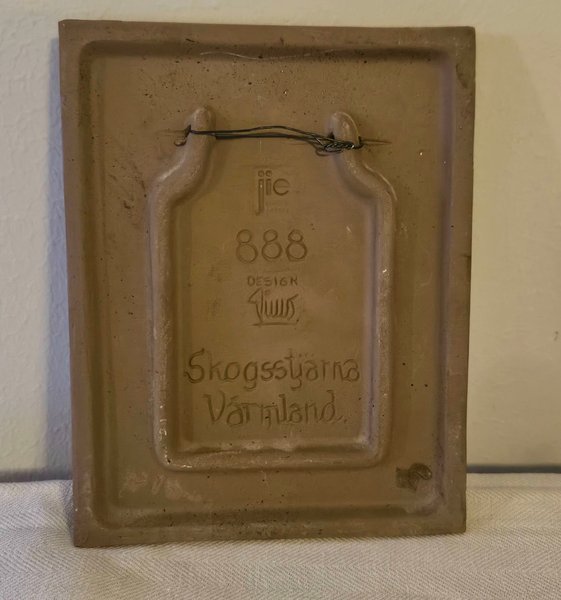 jie
888
DESIGN
Skogsstjärna
Värmland.